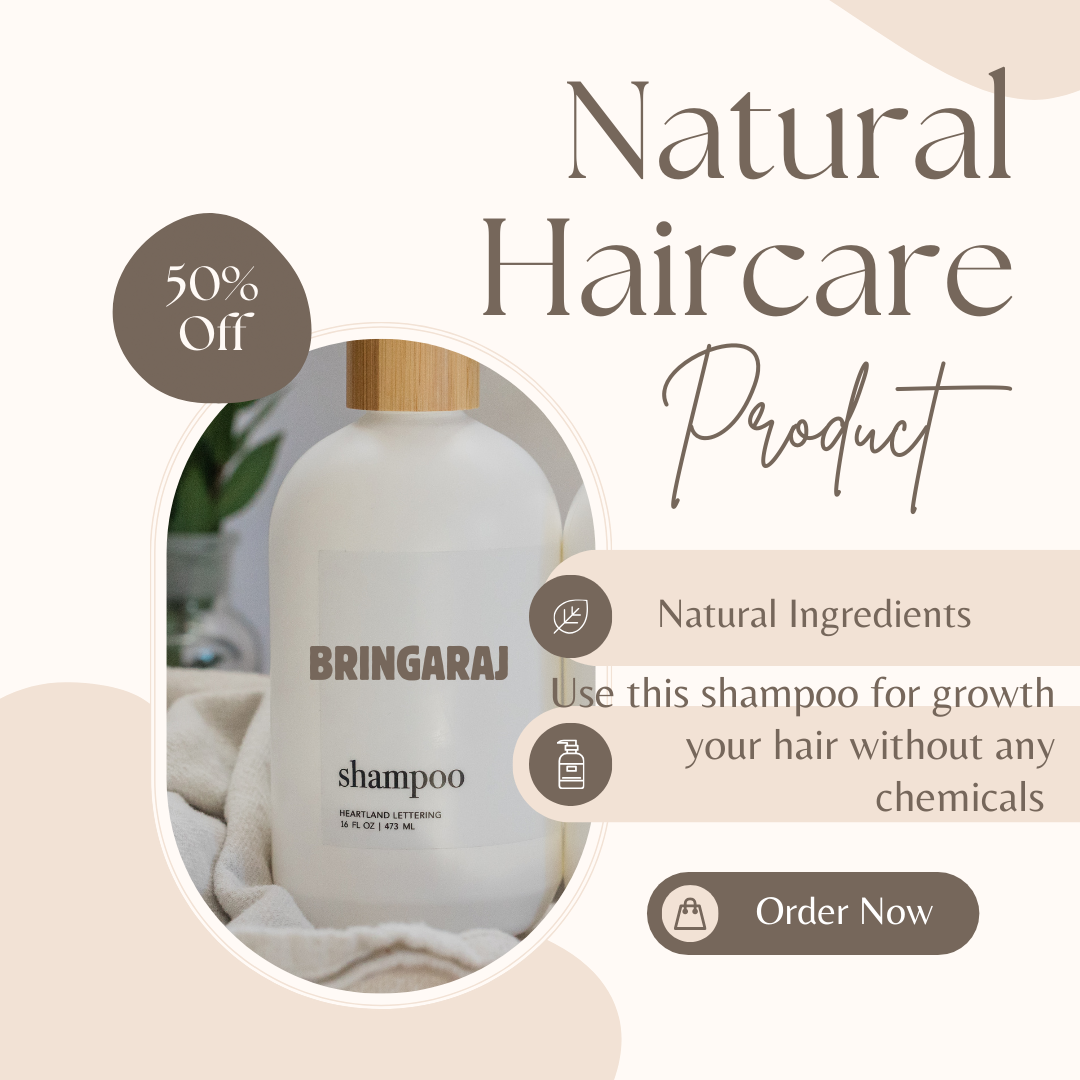 Natural
Haircare
Product
50%
Off
BRINGARAJ
shampoo
HEARTLAND LETTERING
16 FL OZ | 473 ML
Natural Ingredients
Use this shampoo for growth
your hair without any
chemicals
Order Now